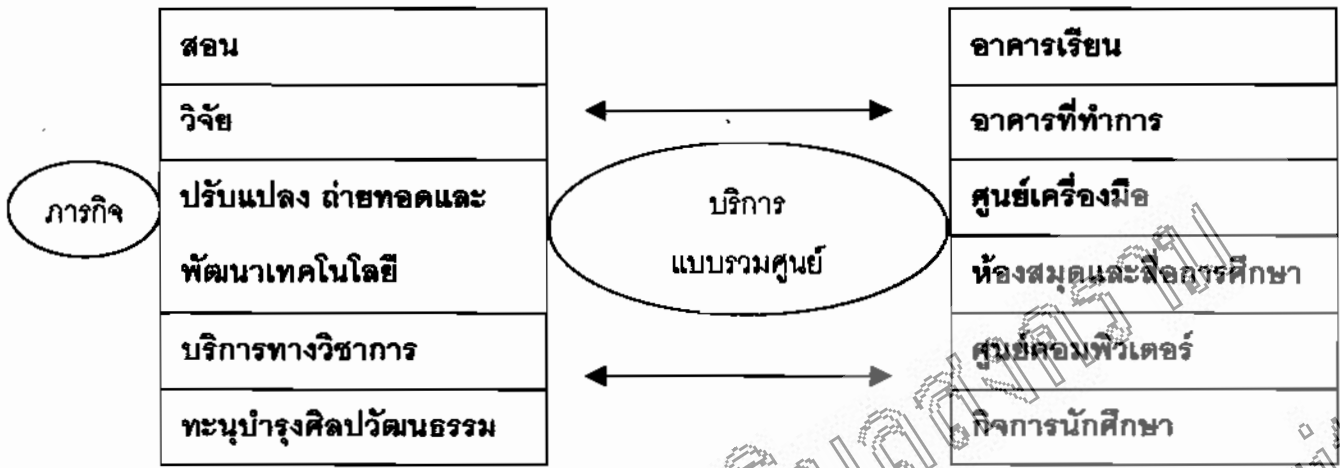 ภารกิจ
สอน
วิจัย
ปรับแปลง ถ่ายทอดและ
พัฒนาเทคโนโลยี
บริการทางวิชาการ
ทะนุบำรุงศิลปวัฒนธรรม
บริการ
แบบรวมศูนย์
อาคารเรียน
อาคารที่ทำการ
ศูนย์เครื่องมือ
ห้องสมุดและสื่อการศึกษา
ศูนย์คอมพิวเตอร์
กิจการนักศึกษา